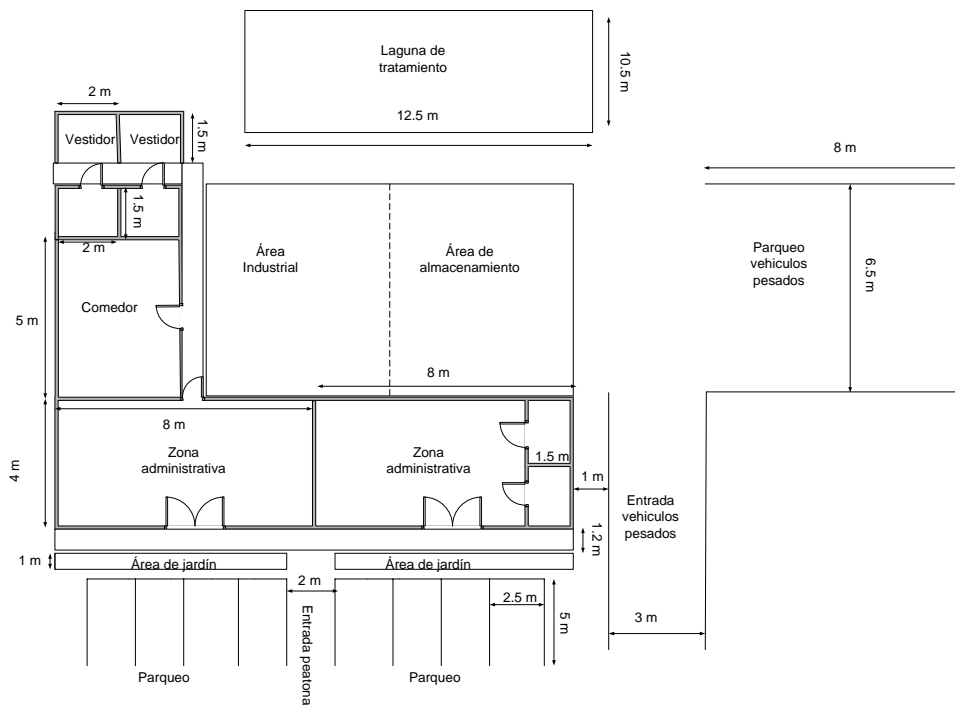 Laguna de
tratamiento
10.5 m
12.5 m
2 m
Vestidor
Vestidor
1.5 m
8 m
1.5 m
2 m
Área
Industrial
Área de
almacenamiento
Parqueo
vehiculos
pesados
6.5 m
Comedor
5 m
8 m
8 m
4 m
Zona
administrativa
Zona
administrativa
1.5 m
1 m
Entrada
vehiculos
pesados
1.2 m
1 m
Área de jardín
Área de jardín
2 m
2.5 m
5 m
Entrada peatona
3 m
Parqueo
Parqueo